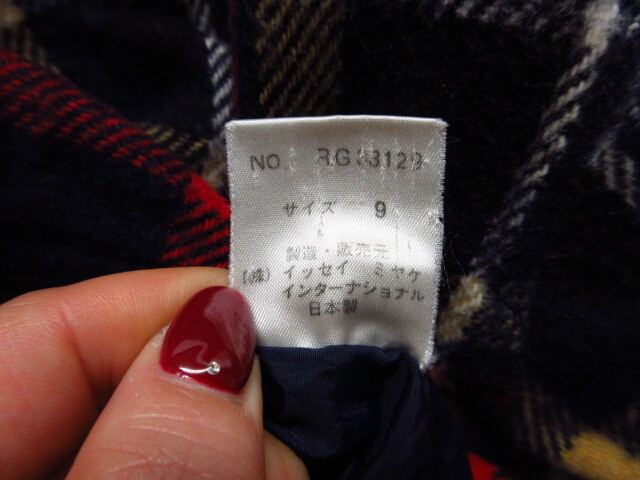 NO. RG33129
サイズ 9
製造・販売元
(株)イッセイ ミヤケ
インターナショナル
日本製